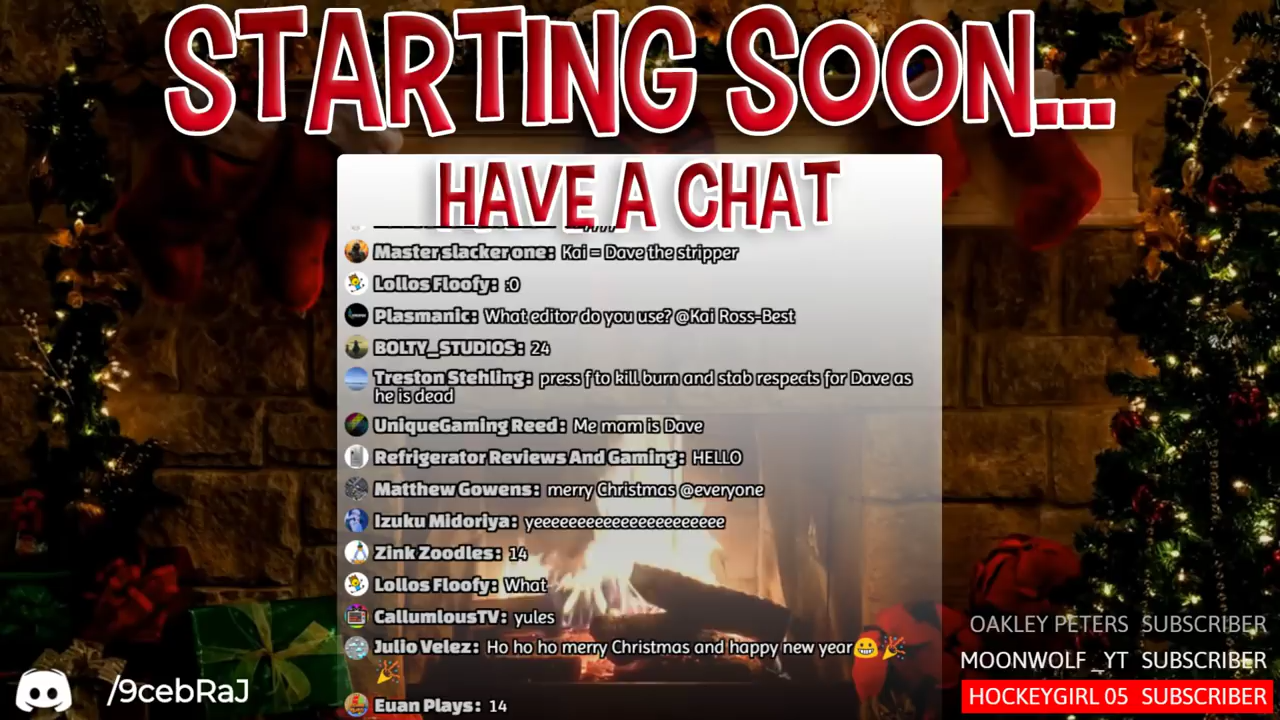 STARTING SOON...
HAVE A CHAT
Master slacker one: Kai = Dave the stripper
Lollos Floofy: :0
Plasmanic: What editor do you use? @Kai Ross-Best
BOLTY_STUDIOS: 24
Treston Stehling: press f to kill burn and stab respects for Dave as
he is dead
UniqueGaming Reed: Me mam is Dave
Refrigerator Reviews And Gaming: HELLO
Matthew Gowens: merry Christmas @everyone
Izuku Midoriya: yeeeeeeeeeeeeeeeeeeeeee
Zink Zoodles: 14
Lollos Floofy: What
CallumiousTV: yules
Julio Velez: Ho ho ho merry Christmas and happy new year😬🎉
🎉
Euan Plays: 14
OAKLEY PETERS SUBSCRIBER
MOONWOLF _YT SUBSCRIBER
HOCKEYGIRL 05 SUBSCRIBER
/9cebRaJ